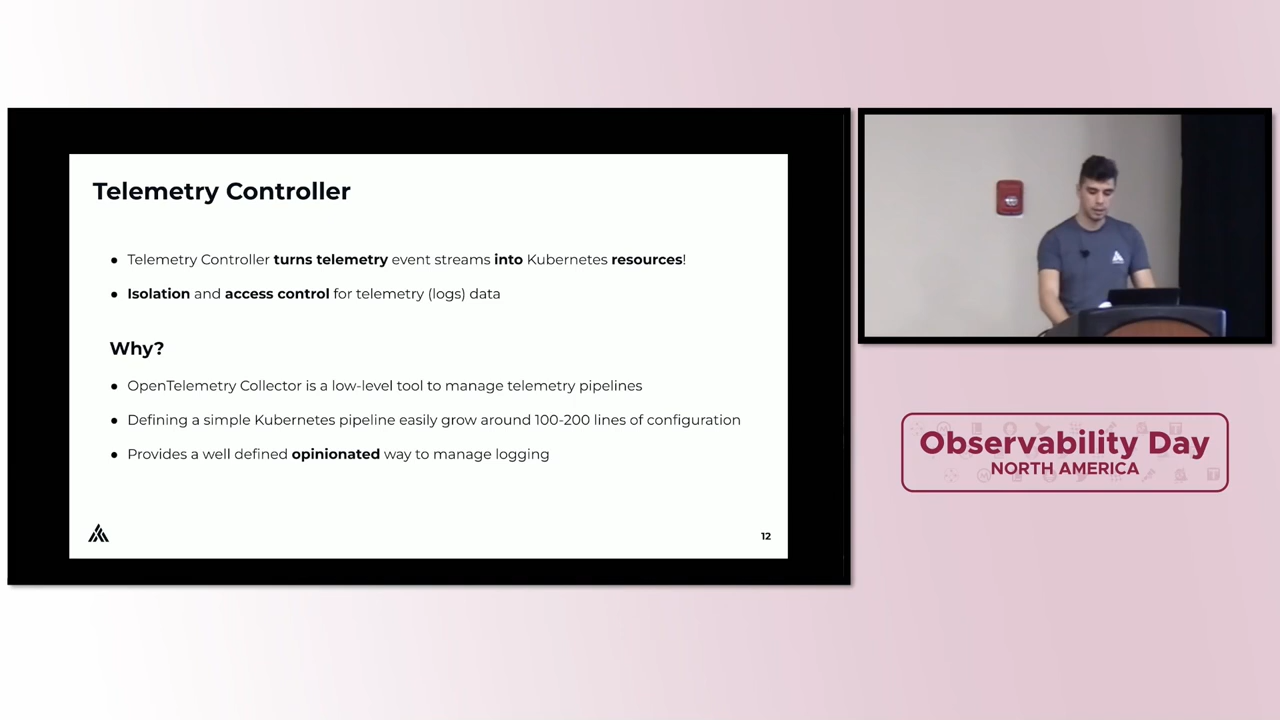 Telemetry Controller
● Telemetry Controller turns telemetry event streams into Kubernetes resources!
● Isolation and access control for telemetry (logs) data
Why?
● OpenTelemetry Collector is a low-level tool to manage telemetry pipelines
● Defining a simple Kubernetes pipeline easily grow around 100-200 lines of configuration
● Provides a well defined opinionated way to manage logging
12
Observability Day
NORTH AMERICA